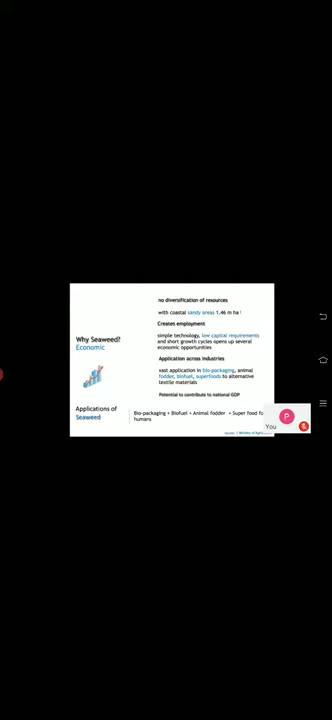 no diversification of resources
with coastal sandy areas 1.46 m ha
Creates employment
simple technology, low capital requirements
and short growth cycles opens up several
economic opportunities
Why Seaweed?
Economic
Application across industries
vast application in bio-packaging, animal
fodder, biofuel, superfoods to alternative
textile materials
Potential to contribute to national GDP
Applications of
Seaweed
Bio-packaging + Biofuel + Animal fodder + Super food
humans
P
You